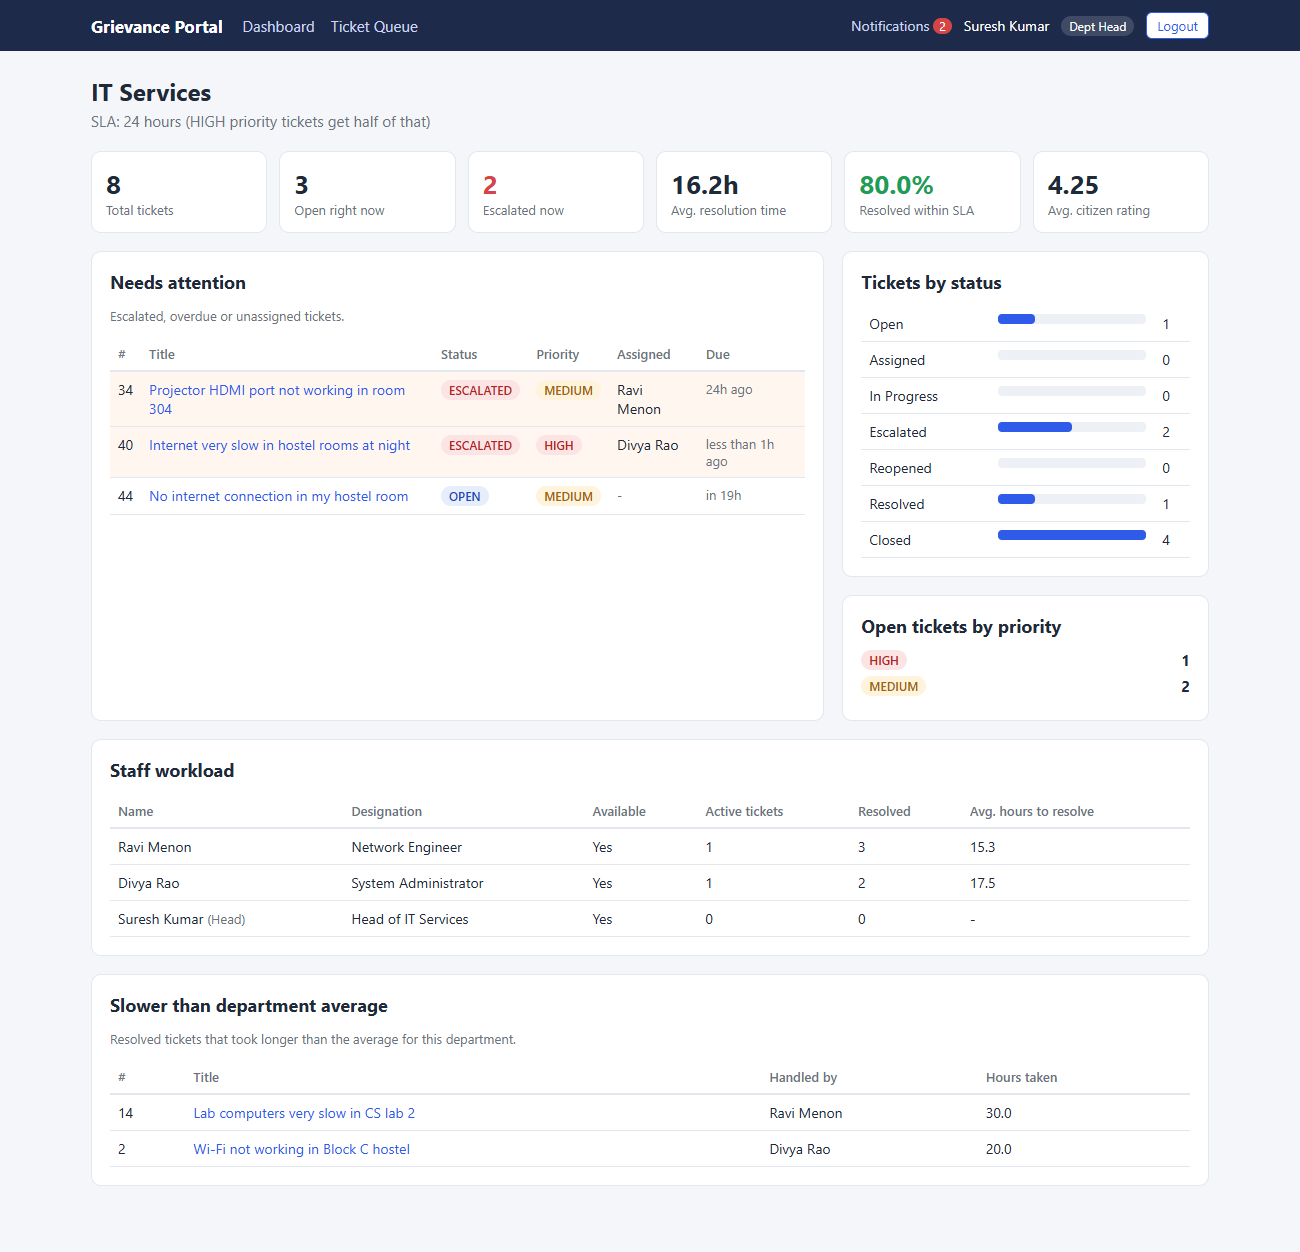 Grievance Portal Dashboard Ticket Queue Notifications 2 Suresh Kumar Dept Head Logout
IT Services
SLA: 24 hours (HIGH priority tickets get half of that)
8
Total tickets
3
Open right now
2
Escalated now
16.2h
Avg. resolution time
80.0%
Resolved within SLA
4.25
Avg. citizen rating
Needs attention
Escalated, overdue or unassigned tickets.
# Title Status Priority Assigned Due
34 Projector HDMI port not working in room 304 ESCALATED MEDIUM Ravi Menon 24h ago
40 Internet very slow in hostel rooms at night ESCALATED HIGH Divya Rao less than 1h ago
44 No internet connection in my hostel room OPEN MEDIUM - in 19h
Tickets by status
Open 1
Assigned 0
In Progress 0
Escalated 2
Reopened 0
Resolved 1
Closed 4
Open tickets by priority
HIGH 1
MEDIUM 2
Staff workload
Name Designation Available Active tickets Resolved Avg. hours to resolve
Ravi Menon Network Engineer Yes 1 3 15.3
Divya Rao System Administrator Yes 1 2 17.5
Suresh Kumar (Head) Head of IT Services Yes 0 0 -
Slower than department average
Resolved tickets that took longer than the average for this department.
# Title Handled by Hours taken
14 Lab computers very slow in CS lab 2 Ravi Menon 30.0
2 Wi-Fi not working in Block C hostel Divya Rao 20.0